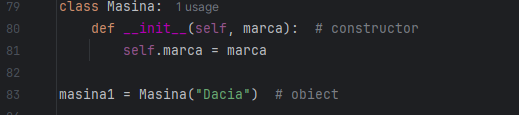 79 class Masina: 1 usage
80 def __init__(self, marca): # constructor
81 self.marca = marca
82
83 masina1 = Masina("Dacia") # obiect